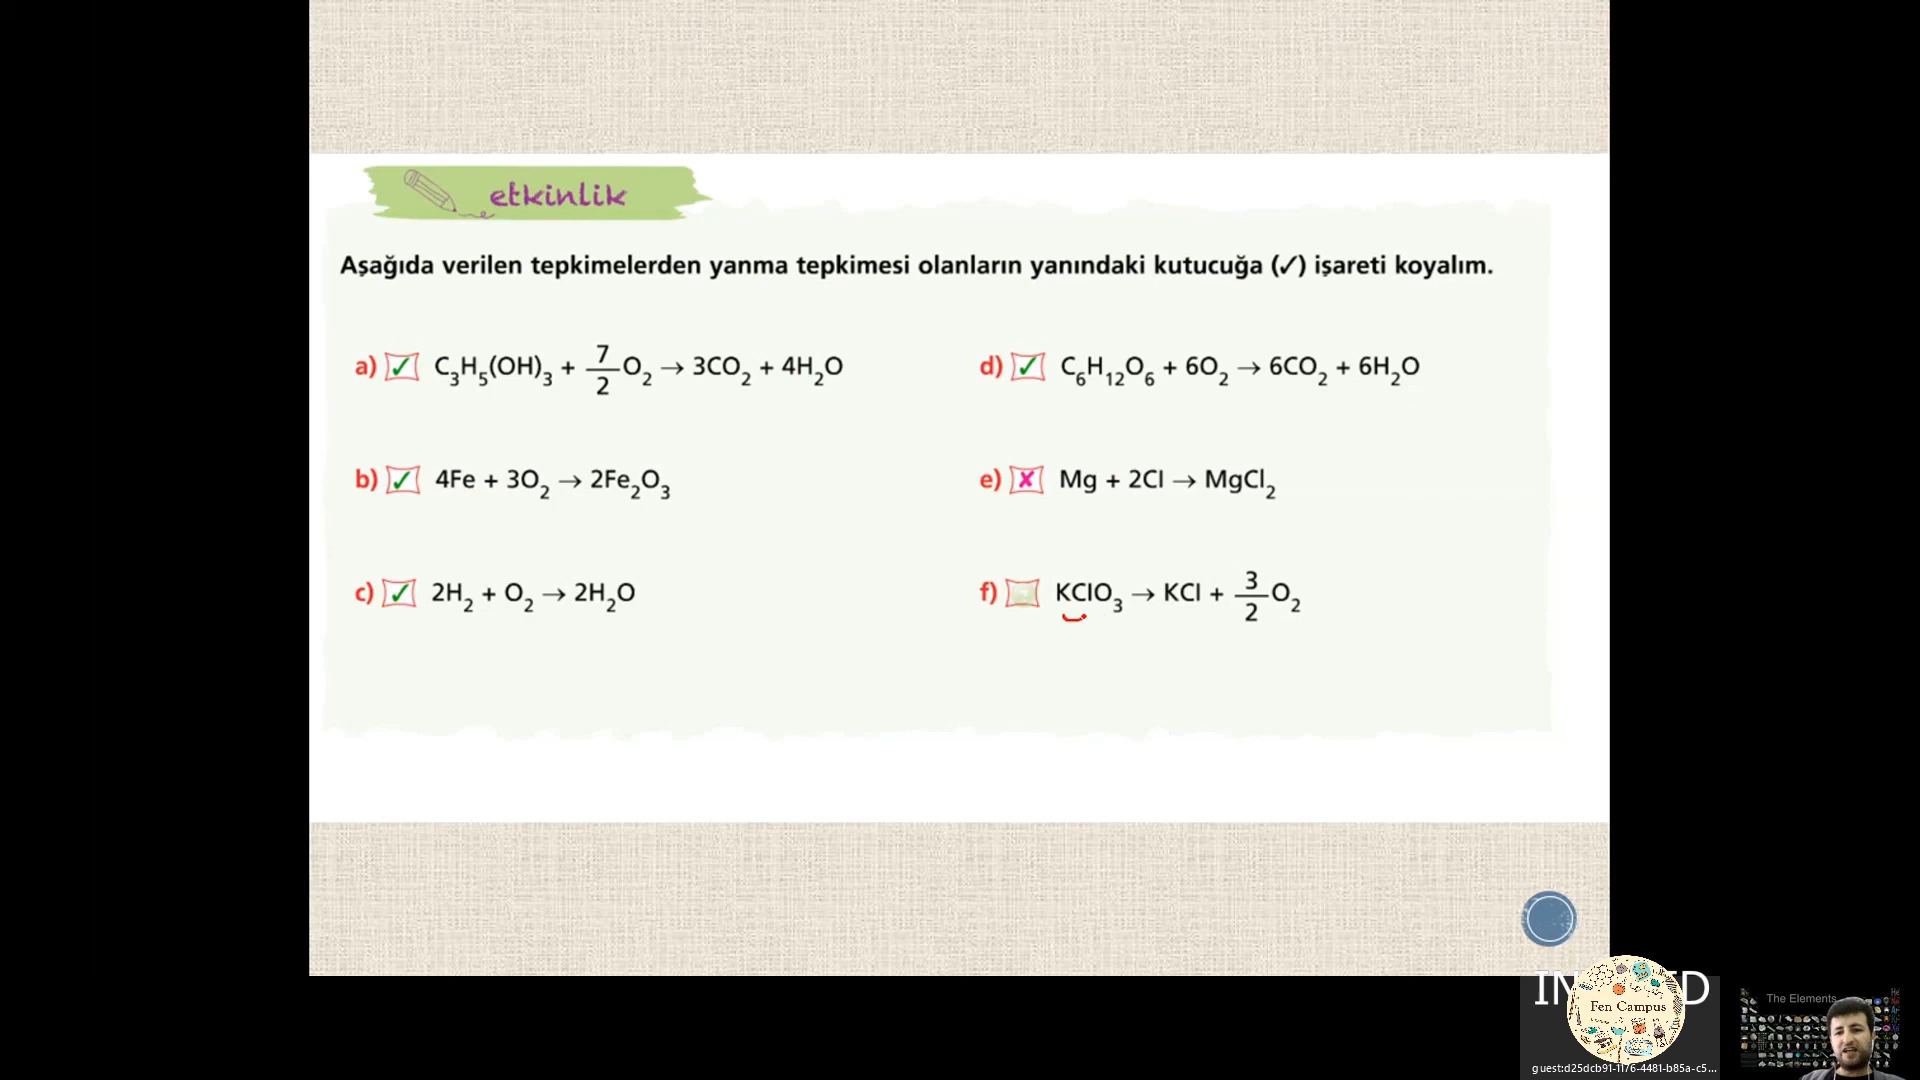 etkinlik
Aşağıda verilen tepkimelerden yanma tepkimesi olanların yanındaki kutucuğa (✓) işareti koyalım.
a) ✓ C₃H₅(OH)₃ + 7/2 O₂ → 3CO₂ + 4H₂O
b) ✓ 4Fe + 3O₂ → 2Fe₂O₃
c) ✓ 2H₂ + O₂ → 2H₂O
d) ✓ C₆H₁₂O₆ + 6O₂ → 6CO₂ + 6H₂O
e) ✘ Mg + 2Cl → MgCl₂
f) KClO₃ → KCl + 3/2 O₂
Fen Campus
guest:d25dcb91-1176-4481-b85a-c5...
The Elements